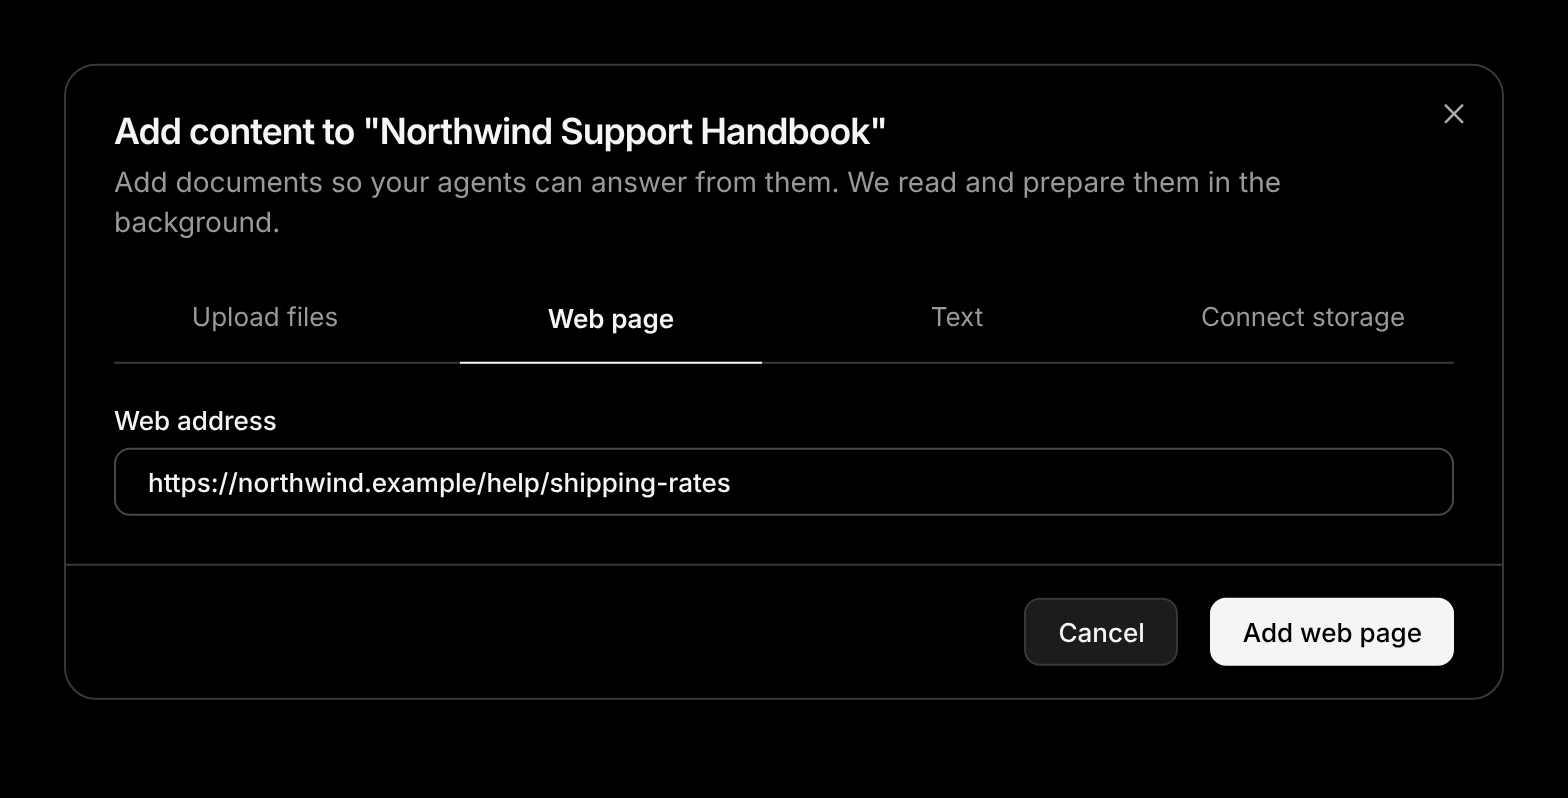 Add content to "Northwind Support Handbook"
Add documents so your agents can answer from them. We read and prepare them in the
background.
Upload files
Web page
Text
Connect storage
Web address
https://northwind.example/help/shipping-rates
Cancel
Add web page